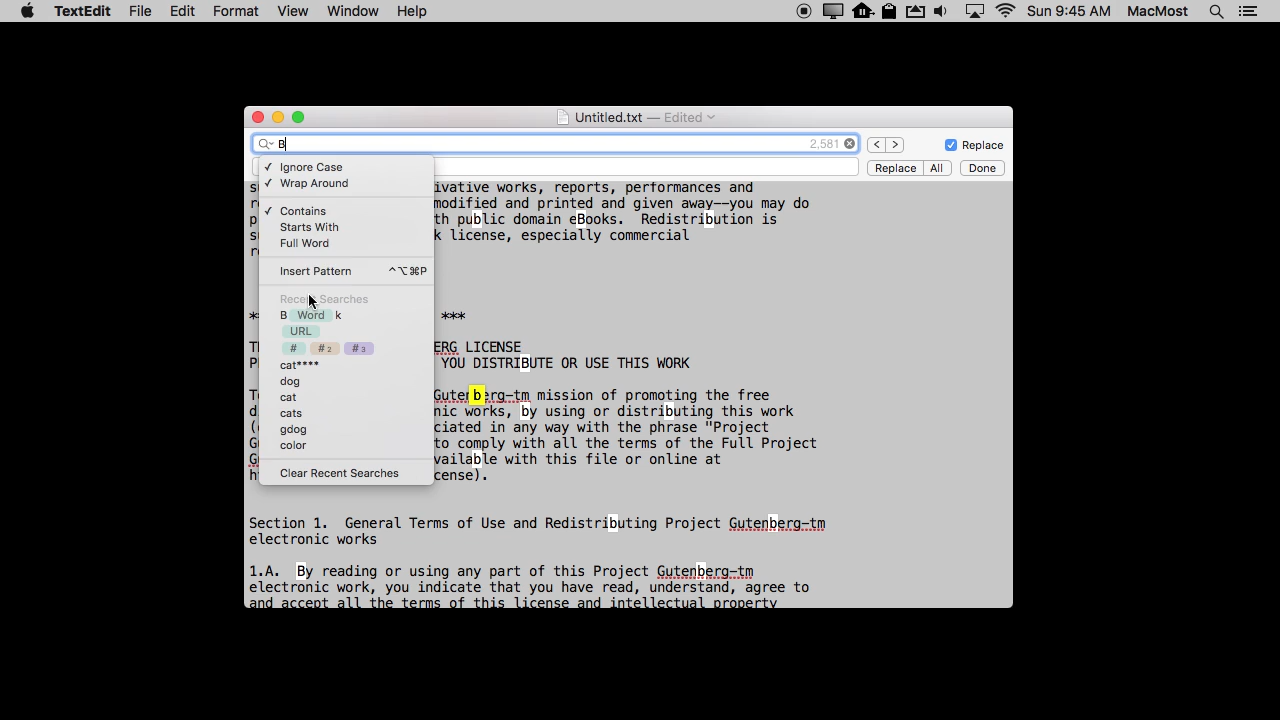 TextEdit File Edit Format View Window Help Sun 9:45 AM MacMost
Untitled.txt — Edited
B 2,581 Replace
Replace All Done
Ignore Case
Wrap Around
Contains
Starts With
Full Word
Insert Pattern ^⌥⌘P
Recent Searches
B Word k
URL
# # 2 # 3
cat****
dog
cat
cats
gdog
color
Clear Recent Searches
ivative works, reports, performances and
modified and printed and given away--you may do
th public domain eBooks. Redistribution is
k license, especially commercial
***
ERG LICENSE
YOU DISTRIBUTE OR USE THIS WORK
Gutenberg-tm mission of promoting the free
nic works, by using or distributing this work
ciated in any way with the phrase "Project
to comply with all the terms of the Full Project
vailable with this file or online at
cense).
Section 1. General Terms of Use and Redistributing Project Gutenberg-tm
electronic works
1.A. By reading or using any part of this Project Gutenberg-tm
electronic work, you indicate that you have read, understand, agree to
and accept all the terms of this license and intellectual property